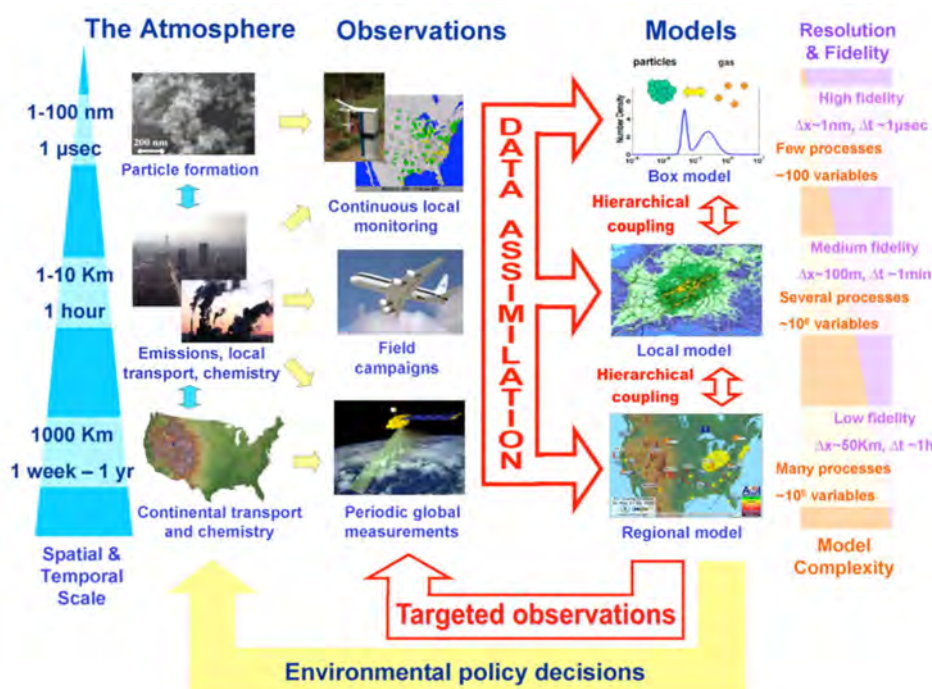 The Atmosphere
Observations
Models
Resolution
& Fidelity
1-100 nm
1 µsec
200 nm
Particle formation
Continuous local
monitoring
particles
gas
Number Density
Box model
High fidelity
Δx~1nm, Δt ~1µsec
Few processes
~100 variables
DATA ASSIMILATION
Hierarchical
coupling
1-10 Km
1 hour
Emissions, local
transport, chemistry
Field
campaigns
Local model
Medium fidelity
Δx~100m, Δt ~1min
Several processes
~10⁶ variables
Hierarchical
coupling
1000 Km
1 week – 1 yr
Continental transport
and chemistry
Periodic global
measurements
Regional model
Low fidelity
Δx~50Km, Δt ~1h
Many processes
variables
Spatial &
Temporal
Scale
Model
Complexity
Targeted observations
Environmental policy decisions